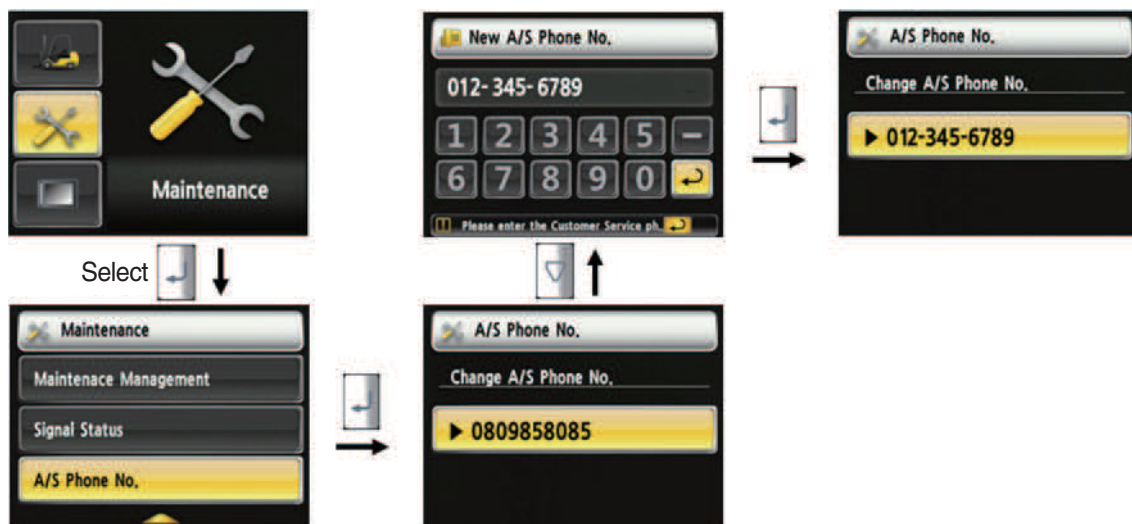 Maintenance
Select
Maintenance
Maintenace Management
Signal Status
A/S Phone No.
A/S Phone No.
Change A/S Phone No.
0809858085
New A/S Phone No.
012-345-6789
1 2 3 4 5 -
6 7 8 9 0
Please enter the Customer Service ph.
A/S Phone No.
Change A/S Phone No.
012-345-6789